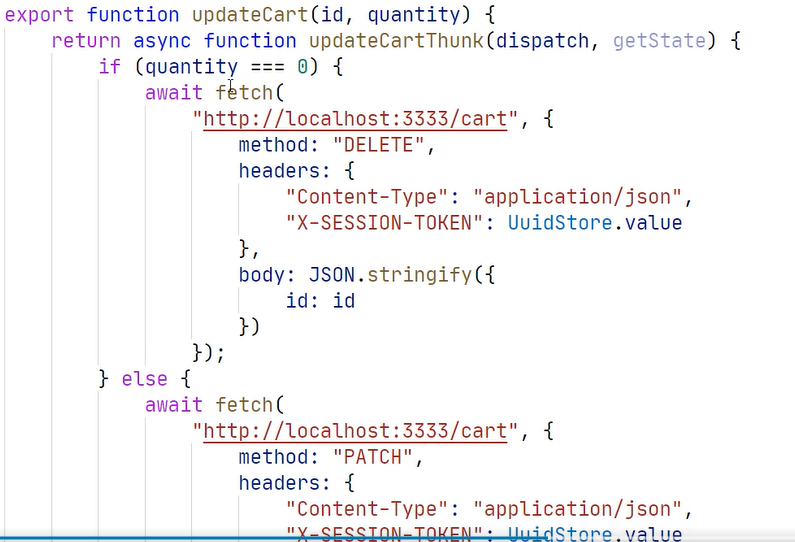 export function updateCart(id, quantity) {
return async function updateCartThunk(dispatch, getState) {
if (quantity === 0) {
await fetch(
"http://localhost:3333/cart", {
method: "DELETE",
headers: {
"Content-Type": "application/json",
"X-SESSION-TOKEN": UuidStore.value
},
body: JSON.stringify({
id: id
})
});
} else {
await fetch(
"http://localhost:3333/cart", {
method: "PATCH",
headers: {
"Content-Type": "application/json",
"X-SESSION-TOKEN": UuidStore.value